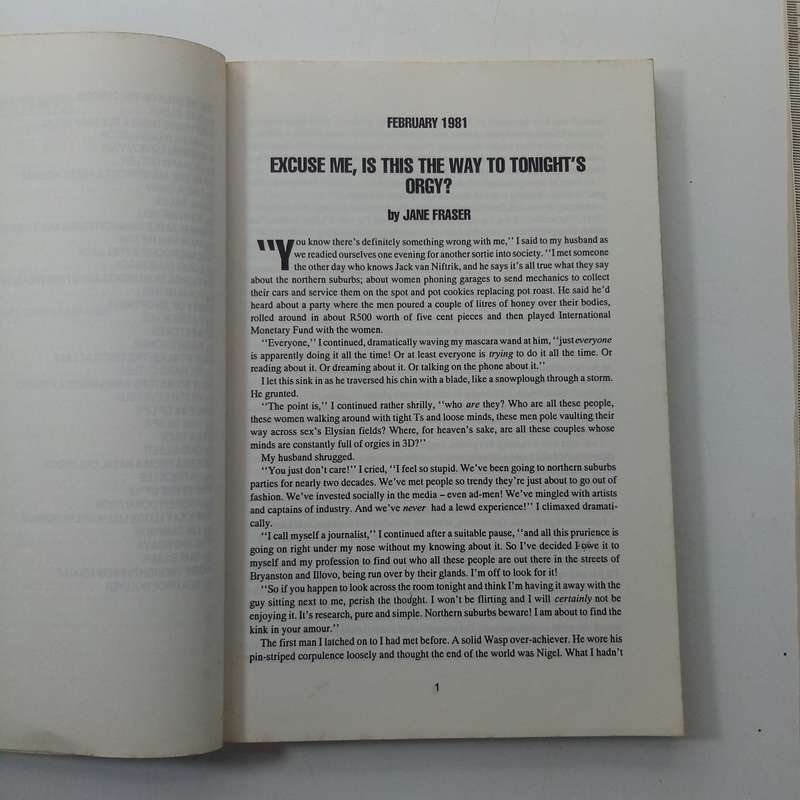 FEBRUARY 1981
EXCUSE ME, IS THIS THE WAY TO TONIGHT'S
ORGY?
by JANE FRASER
"You know there's definitely something wrong with me," I said to my husband as
we readied ourselves one evening for another sortie into society. "I met someone
the other day who knows Jack van Niftrik, and he says it's all true what they say
about the northern suburbs; about women phoning garages to send mechanics to collect
their cars and service them on the spot and pot cookies replacing pot roast. He said he'd
heard about a party where the men poured a couple of litres of honey over their bodies,
rolled around in about R500 worth of five cent pieces and then played International
Monetary Fund with the women.
"Everyone," I continued, dramatically waving my mascara wand at him, "just everyone
is apparently doing it all the time! Or at least everyone is trying to do it all the time. Or
reading about it. Or dreaming about it. Or talking on the phone about it."
I let this sink in as he traversed his chin with a blade, like a snowplough through a storm.
He grunted.
"The point is," I continued rather shrilly, "who are they? Who are all these people,
these women walking around with tight Ts and loose minds, these men pole vaulting their
way across sex's Elysian fields? Where, for heaven's sake, are all these couples whose
minds are constantly full of orgies in 3D?"
My husband shrugged.
"You just don't care!" I cried, "I feel so stupid. We've been going to northern suburbs
parties for nearly two decades. We've met people so trendy they're just about to go out of
fashion. We've invested socially in the media – even ad-men! We've mingled with artists
and captains of industry. And we've never had a lewd experience!" I climaxed dramati-
cally.
"I call myself a journalist," I continued after a suitable pause, "and all this prurience is
going on right under my nose without my knowing about it. So I've decided I owe it to
myself and my profession to find out who all these people are out there in the streets of
Bryanston and Illovo, being run over by their glands. I'm off to look for it!
"So if you happen to look across the room tonight and think I'm having it away with the
guy sitting next to me, perish the thought. I won't be flirting and I will certainly not be
enjoying it. It's research, pure and simple. Northern suburbs beware! I am about to find the
kink in your amour."
The first man I latched on to I had met before. A solid Wasp over-achiever. He wore his
pin-striped corpulence loosely and thought the end of the world was Nigel. What I hadn't
1